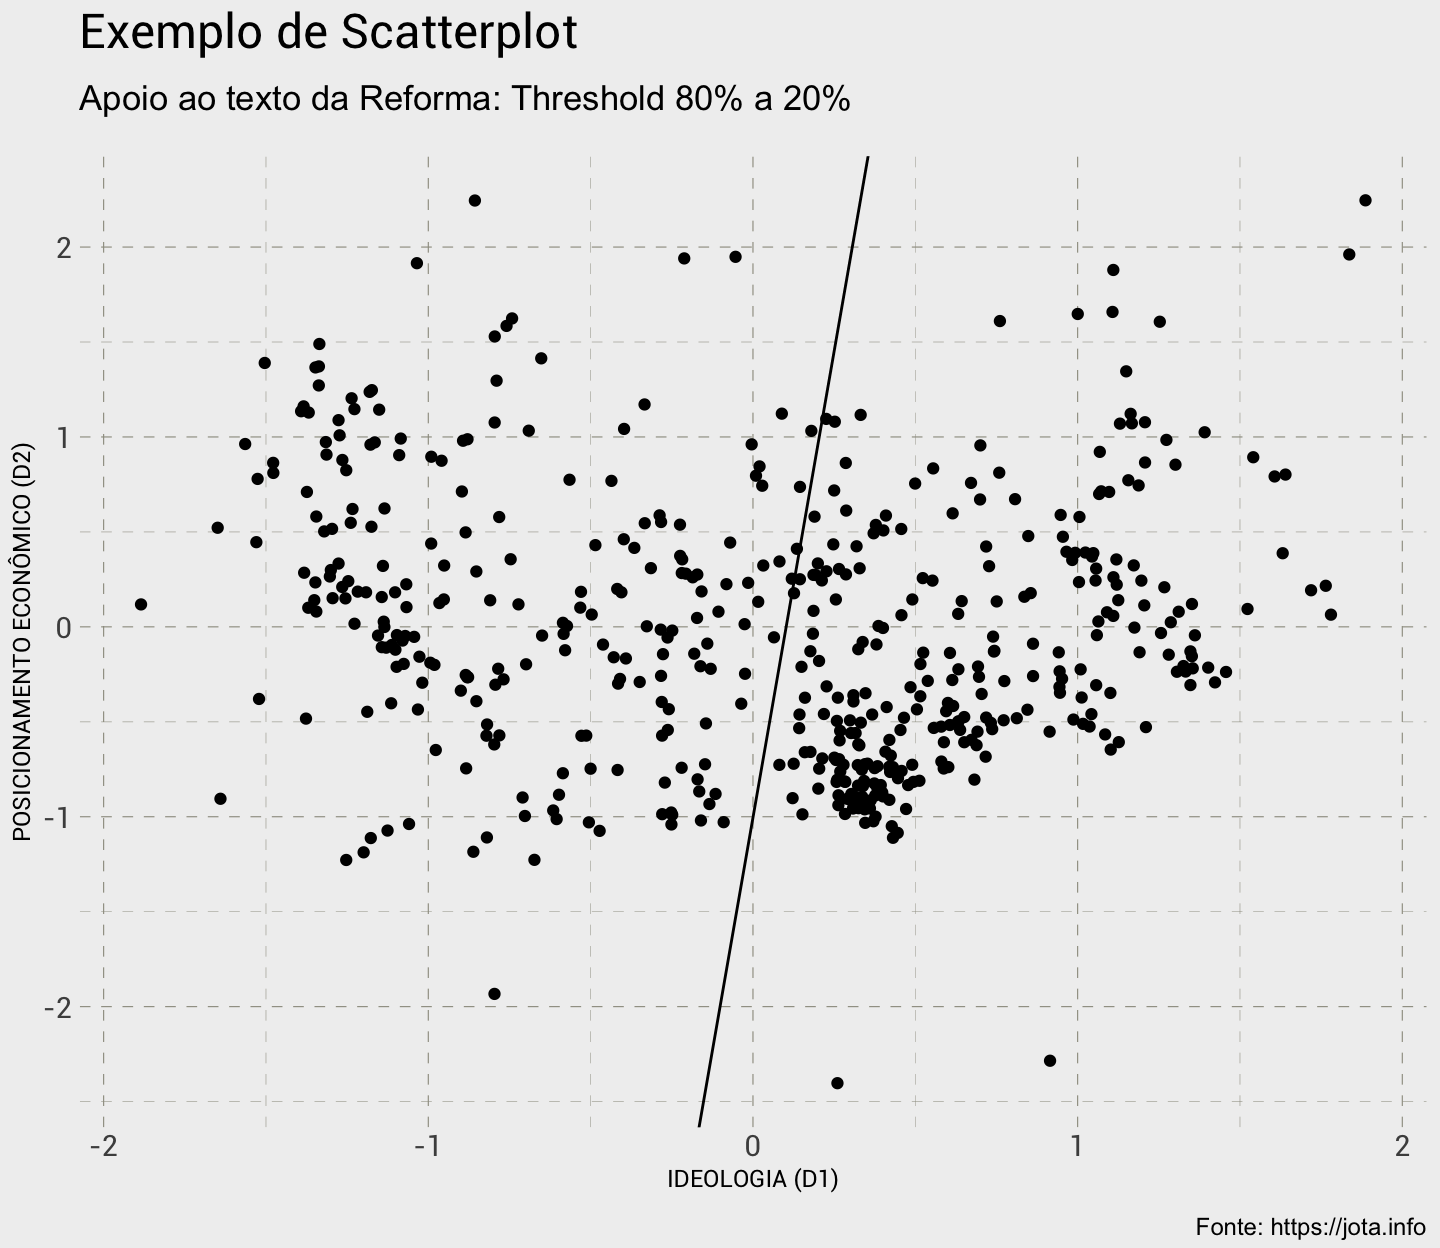 Exemplo de Scatterplot
Apoio ao texto da Reforma: Threshold 80% a 20%
POSICIONAMENTO ECONÔMICO (D2)
2
1
0
-1
-2
-2 -1 0 1 2
IDEOLOGIA (D1)
Fonte: https://jota.info